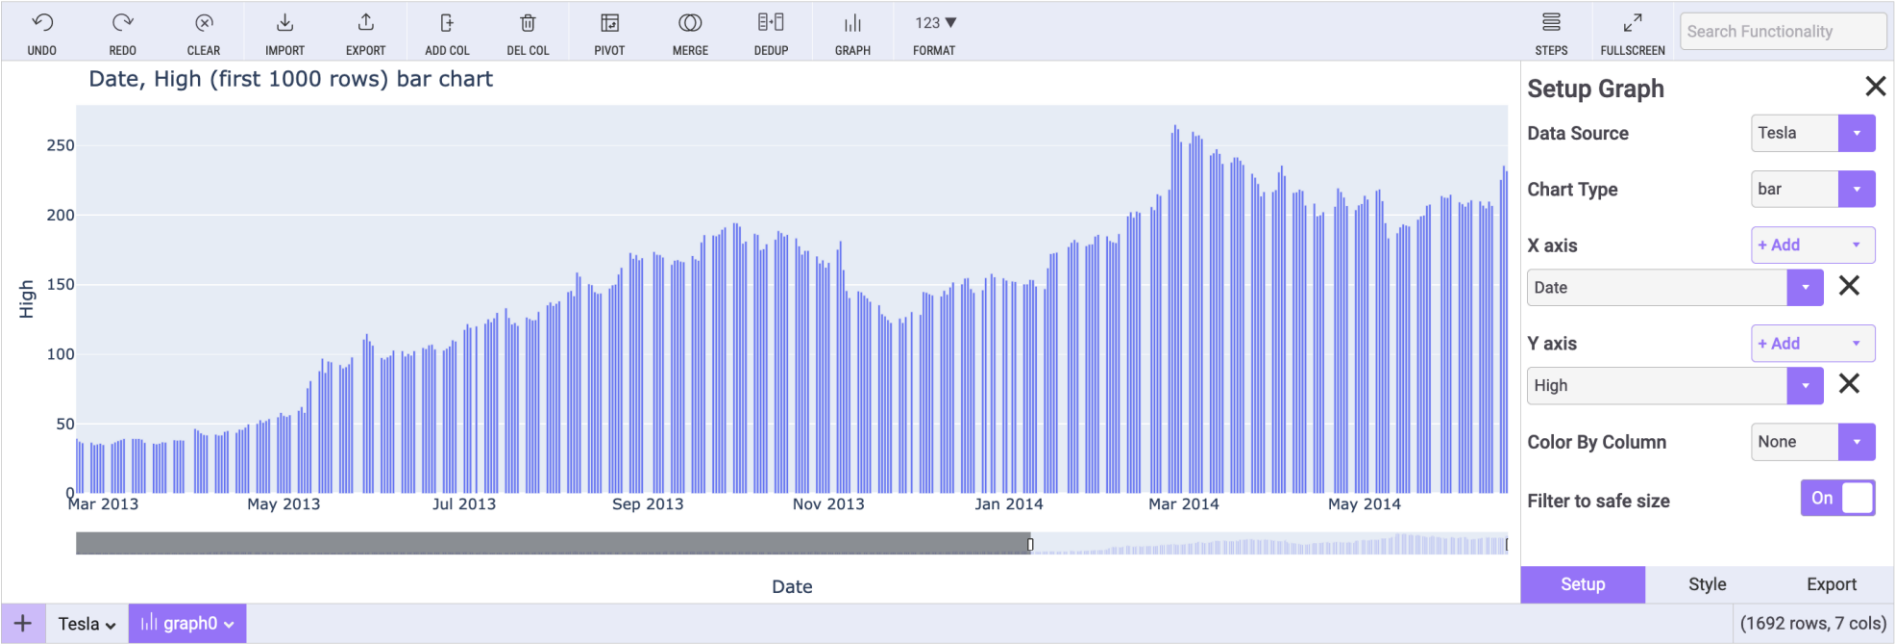 UNDO
REDO
CLEAR
IMPORT
EXPORT
ADD COL
DEL COL
PIVOT
MERGE
DEDUP
GRAPH
123 ▼
FORMAT
STEPS
FULLSCREEN
Search Functionality
Date, High (first 1000 rows) bar chart
High
250
200
150
100
50
0
Mar 2013
May 2013
Jul 2013
Sep 2013
Nov 2013
Jan 2014
Mar 2014
May 2014
Date
Setup Graph
Data Source
Tesla
Chart Type
bar
X axis
+ Add
Date
Y axis
+ Add
High
Color By Column
None
Filter to safe size
On
Setup
Style
Export
+
Tesla
graph0
(1692 rows, 7 cols)